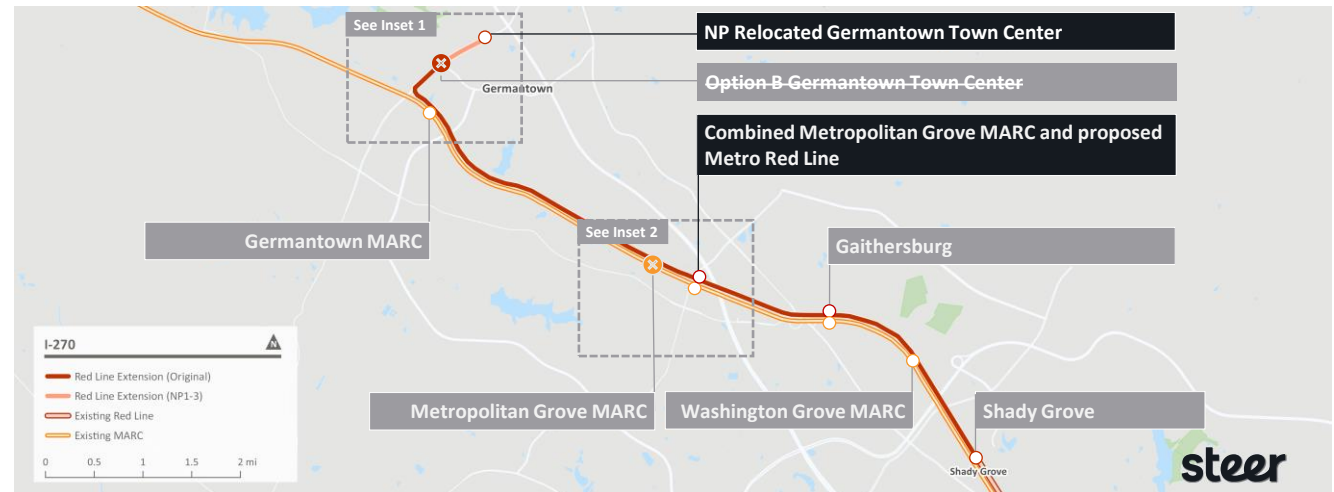 See Inset 1
NP Relocated Germantown Town Center
Option B Germantown Town Center
Germantown
Combined Metropolitan Grove MARC and proposed
Metro Red Line
See Inset 2
Germantown MARC
Gaithersburg
I-270
N
Red Line Extension (Original)
Red Line Extension (NP1-3)
Existing Red Line
Existing MARC
0 0.5 1 1.5 2 mi
Metropolitan Grove MARC
Washington Grove MARC
Shady Grove
Shady Grove
steer